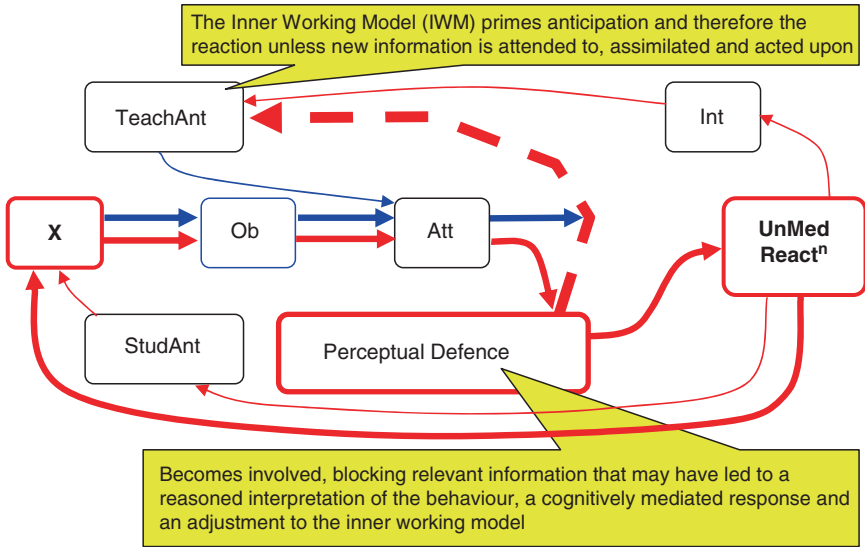 The Inner Working Model (IWM) primes anticipation and therefore the
reaction unless new information is attended to, assimilated and acted upon
TeachAnt
Int
X
Ob
Att
UnMed
Reactⁿ
StudAnt
Perceptual Defence
Becomes involved, blocking relevant information that may have led to a
reasoned interpretation of the behaviour, a cognitively mediated response and
an adjustment to the inner working model